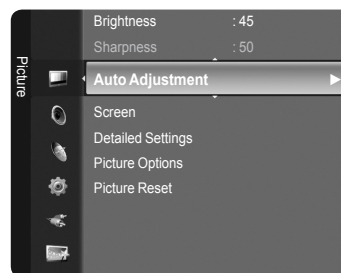 Picture
Brightness : 45
Sharpness : 50
Auto Adjustment
Screen
Detailed Settings
Picture Options
Picture Reset